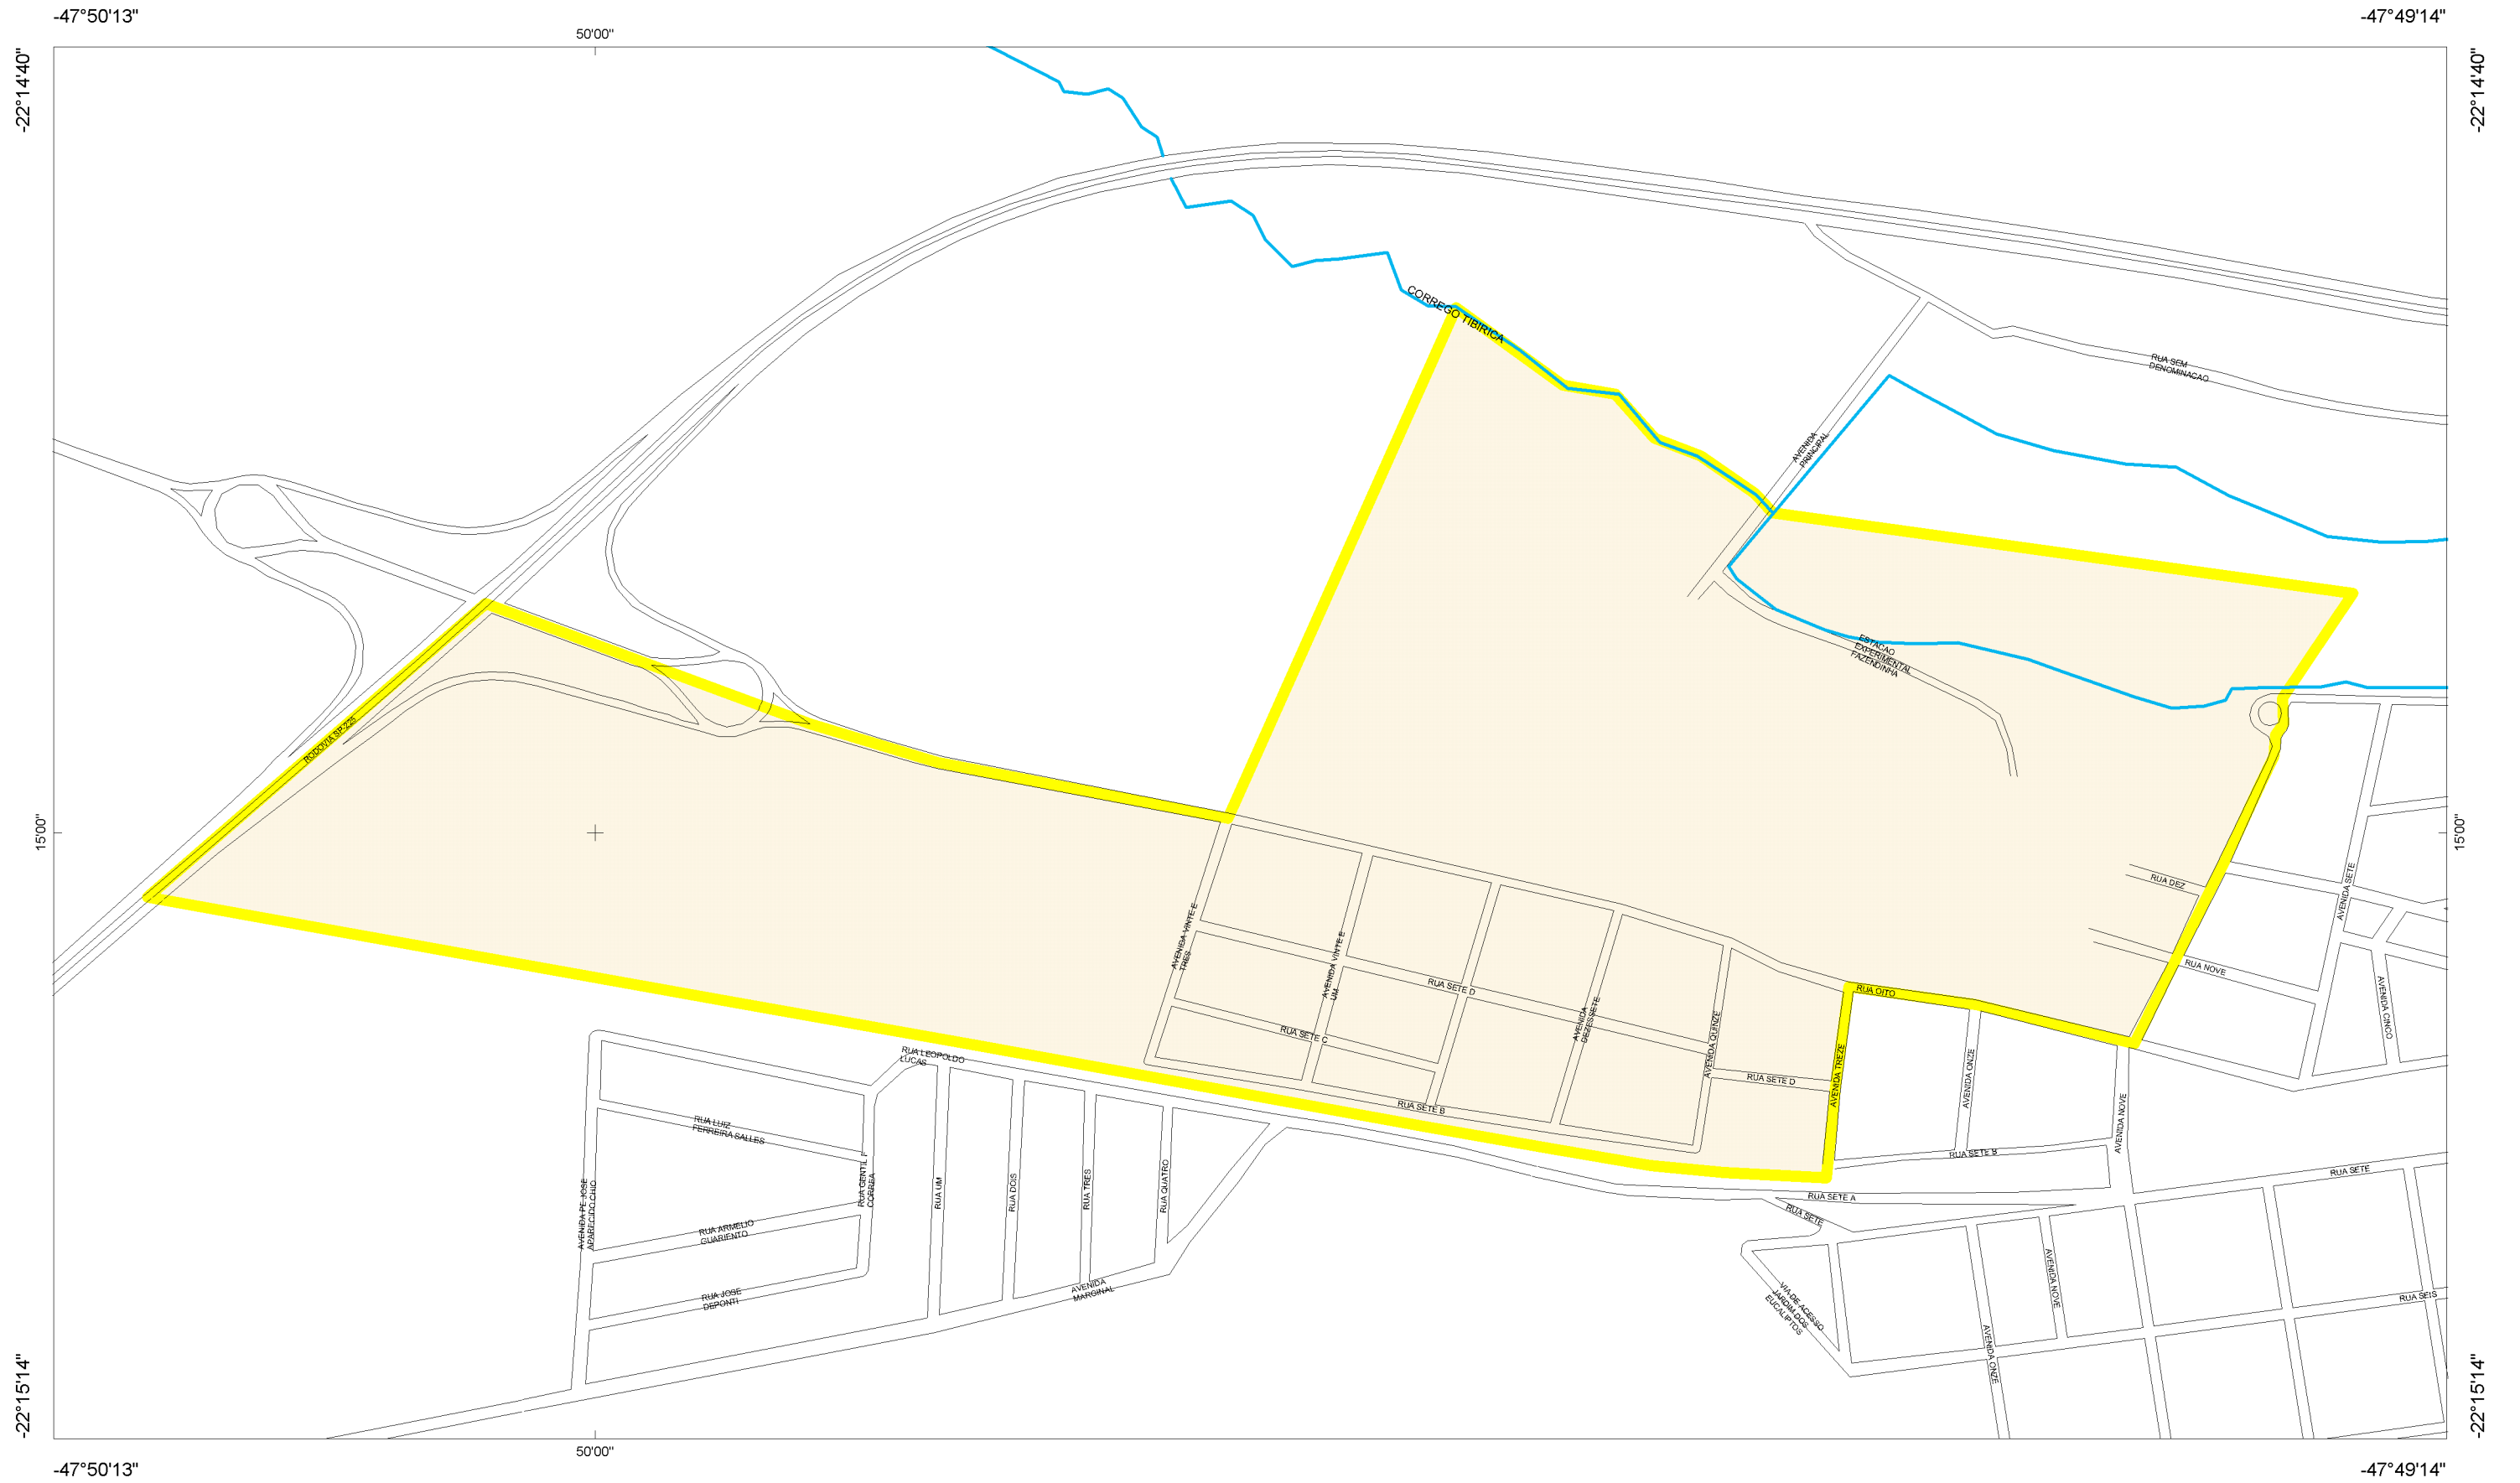 -47°50'13"
-47°49'14"
50'00"
-22°14'40"
-22°14'40"
CORREGO TIBIRICA
RUA SEM
DENOMINACAO
AVENIDA
PRINCIPAL
ESTACAO
EXPERIMENTAL
FAZENDINHA
RODOVIA SP-225
15'00"
15'00"
RUA DEZ
AVENIDA SETE
AVENIDA VINTE E
TRES
AVENIDA VINTE E
UM
RUA SETE D
RUA OITO
RUA NOVE
AVENIDA CINCO
RUA SETE C
AVENIDA
DEZESSETE
AVENIDA QUINZE
RUA SETE D
AVENIDA TREZE
AVENIDA ONZE
AVENIDA NOVE
RUA LEOPOLDO
LUCAS
RUA SETE B
RUA LUIZ
FERREIRA SALLES
RUA SETE B
RUA SETE
AVENIDA PE JOSE
APARECIDO CHIO
RUA GENTIL F
CORREA
RUA UM
RUA DOIS
RUA TRES
RUA QUATRO
RUA SETE A
RUA SETE
RUA ARMELIO
GUARIENTO
AVENIDA NOVE
RUA JOSE
DEPONTI
AVENIDA
MARGINAL
VIA DE ACESSO
JARDIM DOS
EUCALIPTOS
RUA SEIS
AVENIDA ONZE
-22°15'14"
-22°15'14"
50'00"
-47°50'13"
-47°49'14"